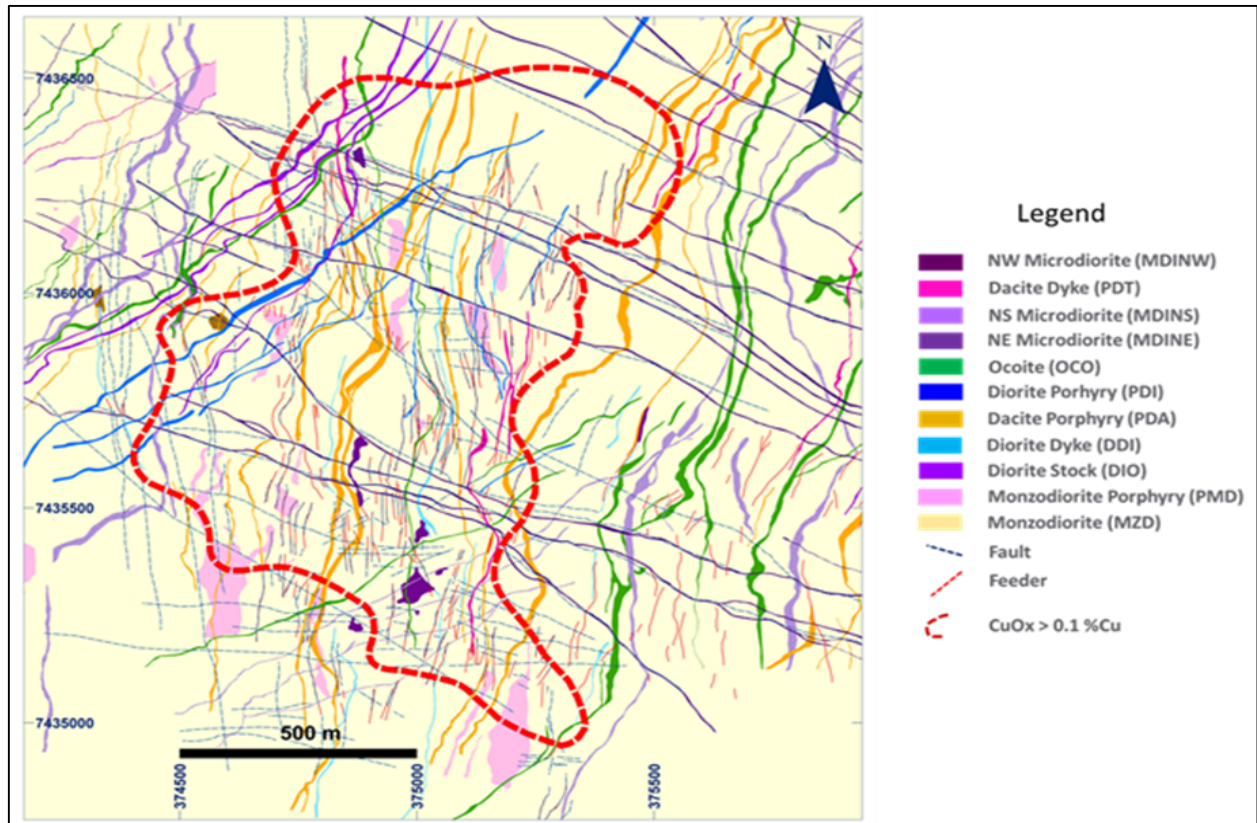 N
7436500
7436000
7435500
7435000
500 m
374500
375000
375500
Legend
NW Microdiorite (MDINW)
Dacite Dyke (PDT)
NS Microdiorite (MDINS)
NE Microdiorite (MDINE)
Ocoite (OCO)
Diorite Porhyry (PDI)
Dacite Porphyry (PDA)
Diorite Dyke (DDI)
Diorite Stock (DIO)
Monzodiorite Porphyry (PMD)
Monzodiorite (MZD)
Fault
Feeder
CuOx > 0.1 %Cu